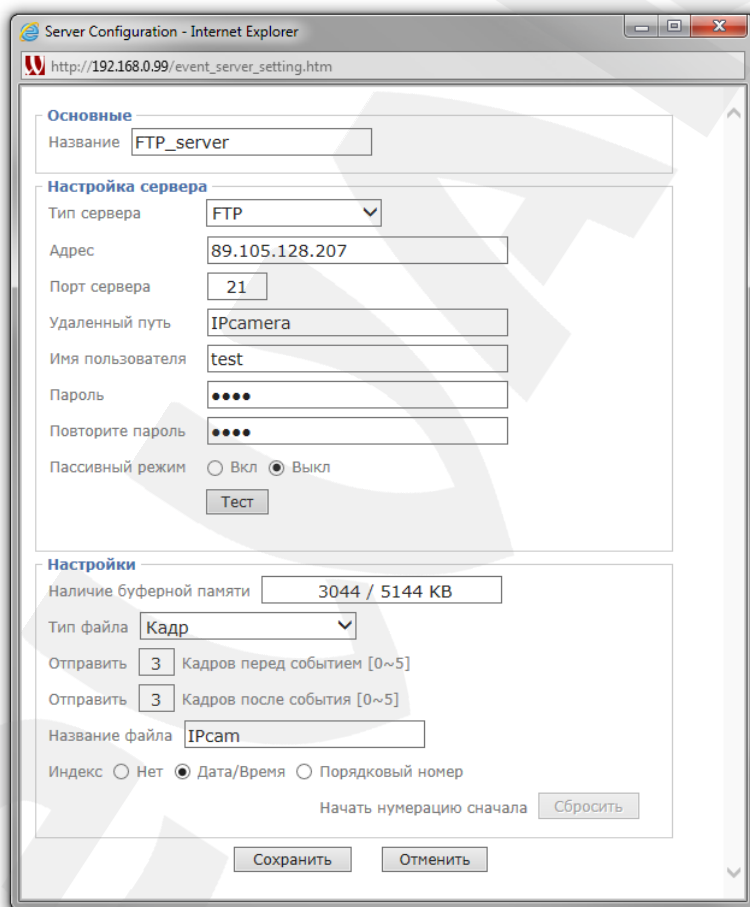 Server Configuration - Internet Explorer
http://192.168.0.99/event_server_setting.htm
Основные
Название FTP_server
Настройка сервера
Тип сервера FTP
Адрес 89.105.128.207
Порт сервера 21
Удаленный путь IPcamera
Имя пользователя test
Пароль ●●●●
Повторите пароль ●●●●
Пассивный режим Вкл Выкл
Тест
Настройки
Наличие буферной памяти 3044 / 5144 KB
Тип файла Кадр
Отправить 3 Кадров перед событием [0~5]
Отправить 3 Кадров после события [0~5]
Название файла IPcam
Индекс Нет Дата/Время Порядковый номер
Начать нумерацию сначала Сбросить
Сохранить Отменить